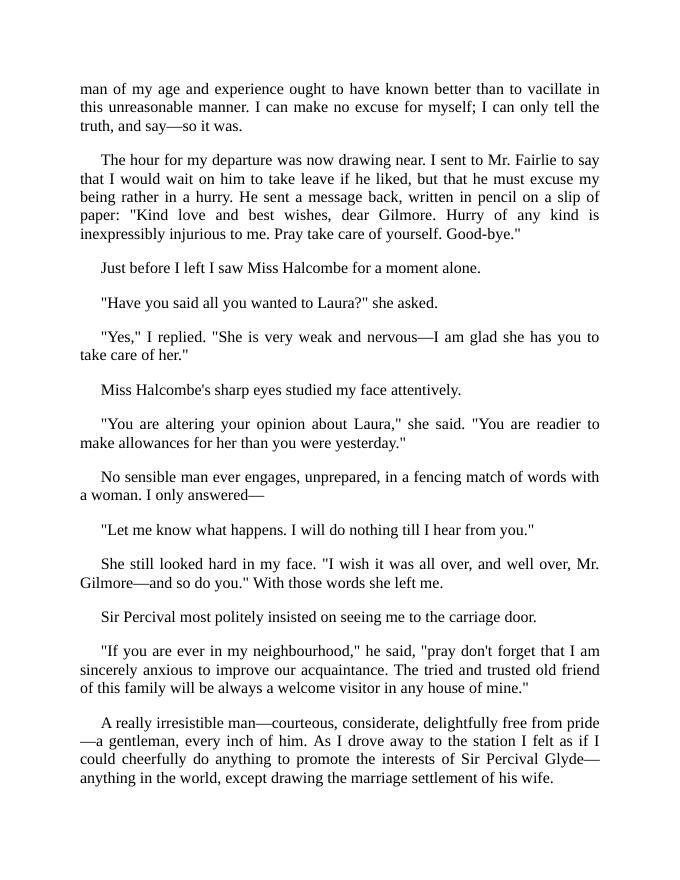 man of my age and experience ought to have known better than to vacillate in
this unreasonable manner. I can make no excuse for myself; I can only tell the
truth, and say—so it was.
The hour for my departure was now drawing near. I sent to Mr. Fairlie to say
that I would wait on him to take leave if he liked, but that he must excuse my
being rather in a hurry. He sent a message back, written in pencil on a slip of
paper: "Kind love and best wishes, dear Gilmore. Hurry of any kind is
inexpressibly injurious to me. Pray take care of yourself. Good-bye."
Just before I left I saw Miss Halcombe for a moment alone.
"Have you said all you wanted to Laura?" she asked.
"Yes," I replied. "She is very weak and nervous—I am glad she has you to
take care of her."
Miss Halcombe's sharp eyes studied my face attentively.
"You are altering your opinion about Laura," she said. "You are readier to
make allowances for her than you were yesterday."
No sensible man ever engages, unprepared, in a fencing match of words with
a woman. I only answered—
"Let me know what happens. I will do nothing till I hear from you."
She still looked hard in my face. "I wish it was all over, and well over, Mr.
Gilmore—and so do you." With those words she left me.
Sir Percival most politely insisted on seeing me to the carriage door.
"If you are ever in my neighbourhood," he said, "pray don't forget that I am
sincerely anxious to improve our acquaintance. The tried and trusted old friend
of this family will be always a welcome visitor in any house of mine."
A really irresistible man—courteous, considerate, delightfully free from pride
—a gentleman, every inch of him. As I drove away to the station I felt as if I
could cheerfully do anything to promote the interests of Sir Percival Glyde—
anything in the world, except drawing the marriage settlement of his wife.